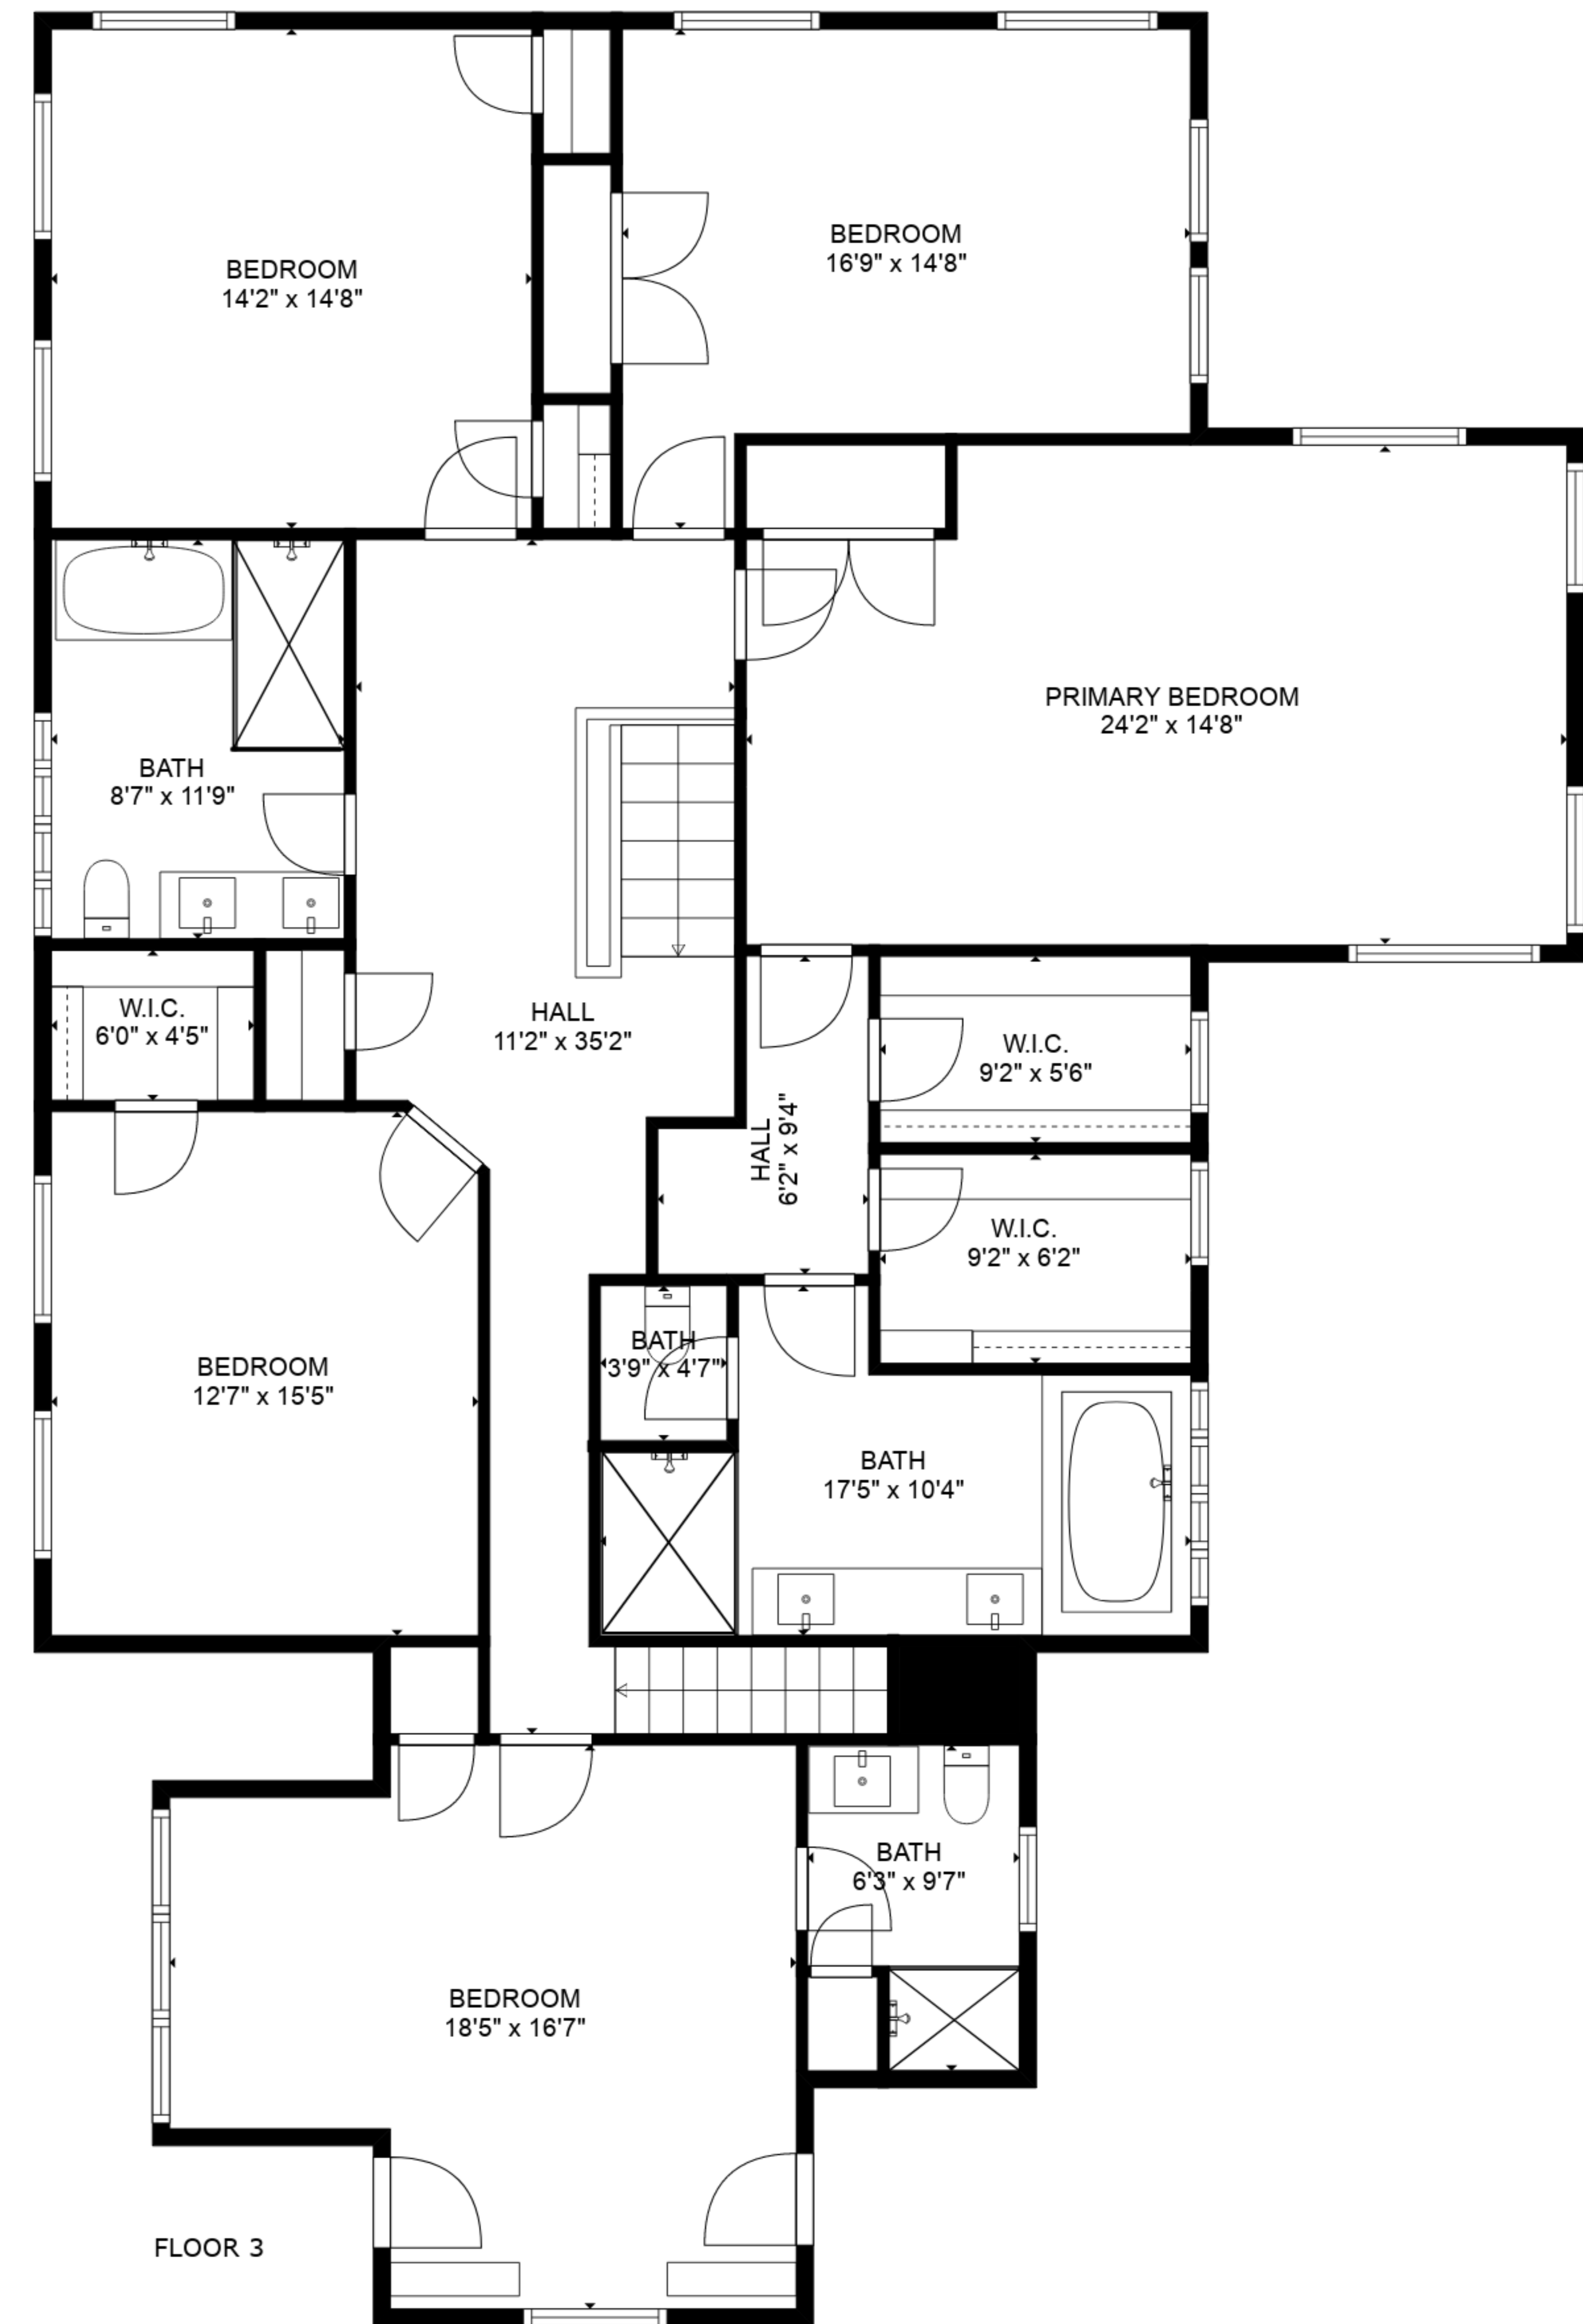 BEDROOM
14'2" x 14'8"
BEDROOM
16'9" x 14'8"
PRIMARY BEDROOM
24'2" x 14'8"
BATH
8'7" x 11'9"
W.I.C.
6'0" x 4'5"
HALL
11'2" x 35'2"
W.I.C.
9'2" x 5'6"
HALL
6'2" x 9'4"
W.I.C.
9'2" x 6'2"
BATH
3'9" x 4'7"
BEDROOM
12'7" x 15'5"
BATH
17'5" x 10'4"
BATH
6'3" x 9'7"
BEDROOM
18'5" x 16'7"
FLOOR 3